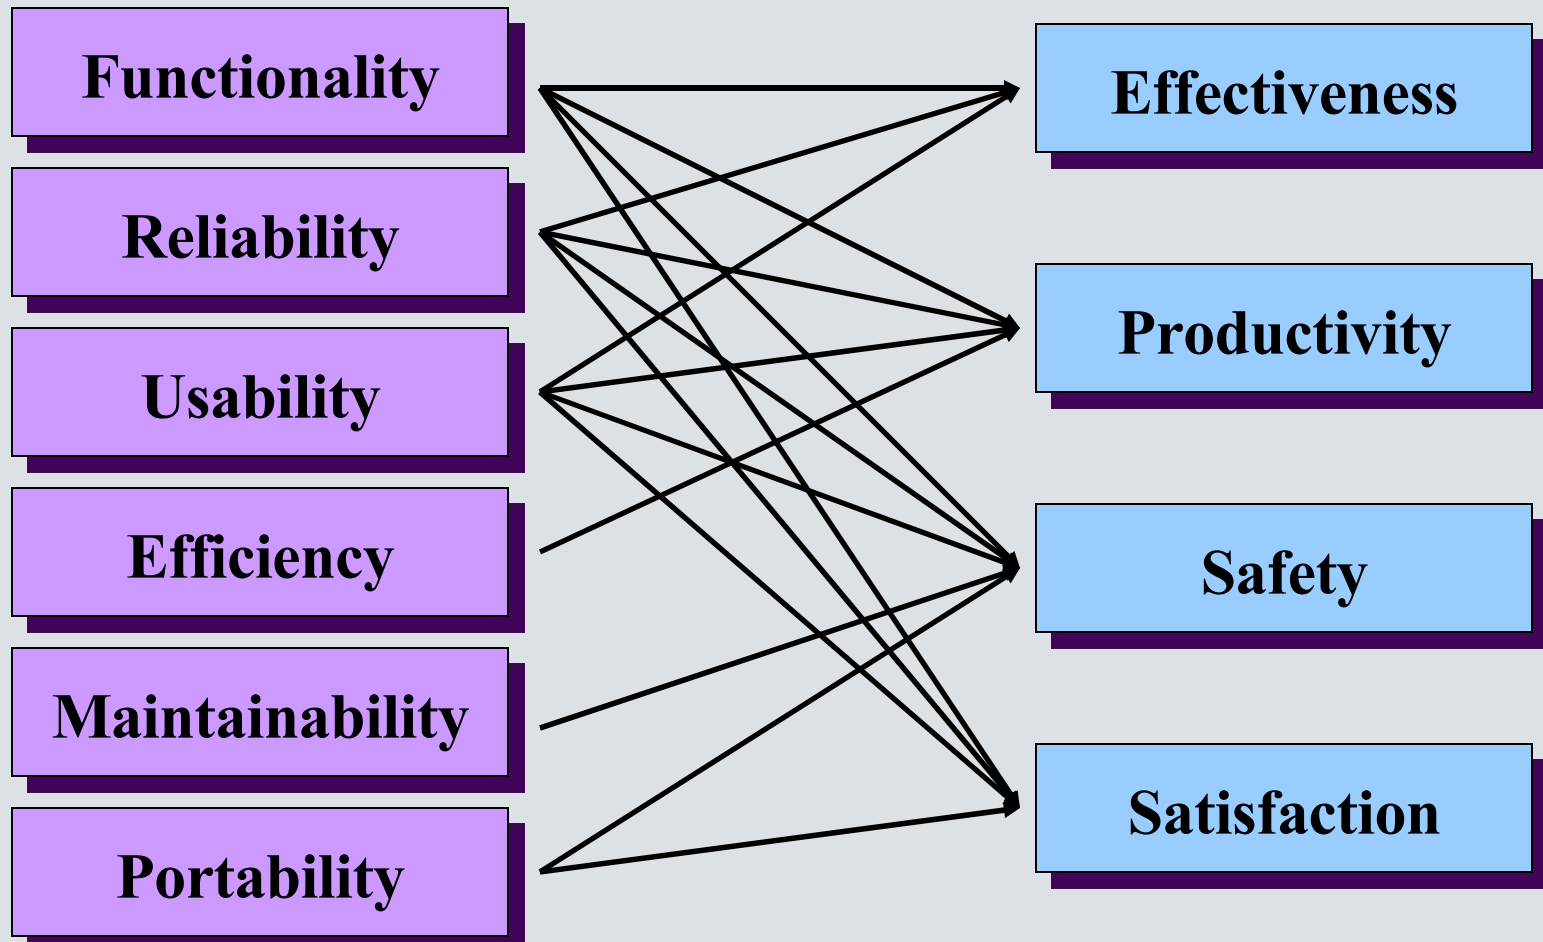 Functionality
Reliability
Usability
Efficiency
Maintainability
Portability
Effectiveness
Productivity
Safety
Satisfaction